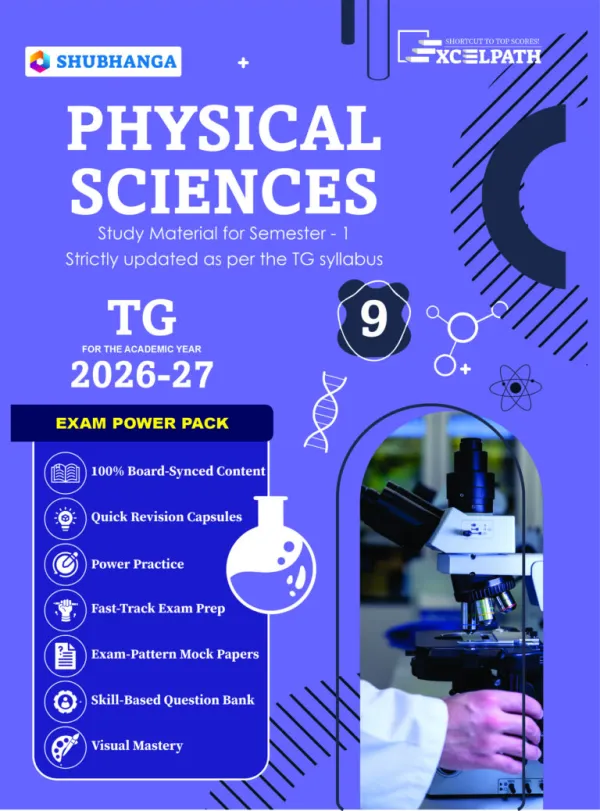 SHUBHANGA
SHORTCUT TO TOP SCORES!
EXCELPATH
PHYSICAL
SCIENCES
Study Material for Semester - 1
Strictly updated as per the TG syllabus
TG
FOR THE ACADEMIC YEAR
2026-27
9
EXAM POWER PACK
100% Board-Synced Content
Quick Revision Capsules
Power Practice
Fast-Track Exam Prep
Exam-Pattern Mock Papers
Skill-Based Question Bank
Visual Mastery